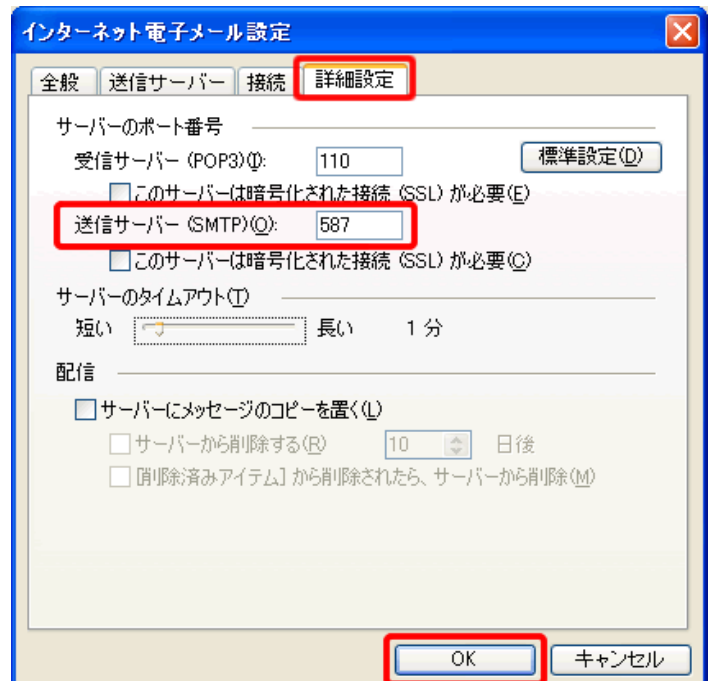 インターネット電子メール設定
全般 送信サーバー 接続 詳細設定
サーバーのポート番号
受信サーバー (POP3)(I): 110 標準設定(D)
このサーバーは暗号化された接続 (SSL) が必要(E)
送信サーバー (SMTP)(O): 587
このサーバーは暗号化された接続 (SSL) が必要(C)
サーバーのタイムアウト(T)
短い 長い 1 分
配信
サーバーにメッセージのコピーを置く(L)
サーバーから削除する(R) 10 日後
[削除済みアイテム] から削除されたら、サーバーから削除(M)
OK キャンセル